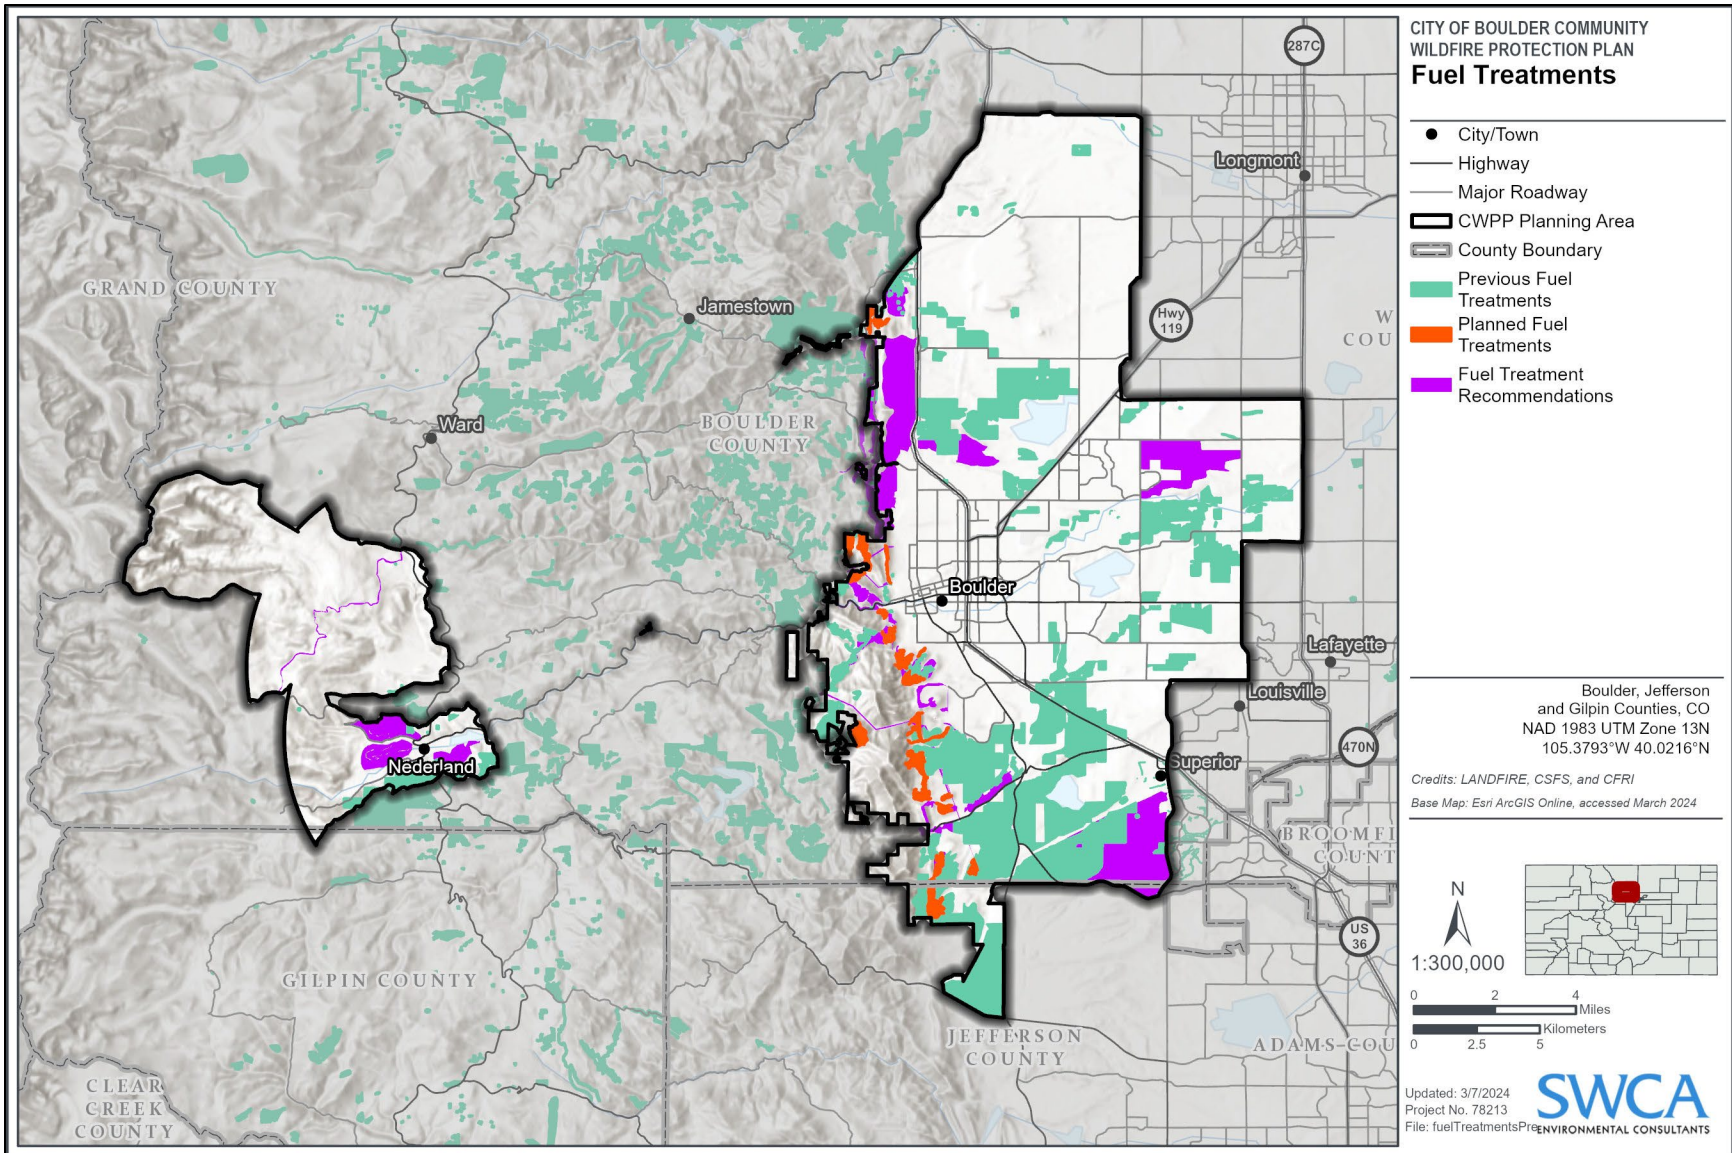 CITY OF BOULDER COMMUNITY
WILDFIRE PROTECTION PLAN
Fuel Treatments
City/Town
Highway
Major Roadway
CWPP Planning Area
County Boundary
Previous Fuel
Treatments
Planned Fuel
Treatments
Fuel Treatment
Recommendations
287C
Longmont
GRAND COUNTY
Jamestown
Hwy
119
W
COU
Ward
BOULDER
COUNTY
Boulder
Lafayette
Louisville
Nederland
Superior
470N
BROOMFI
COUNT
US
36
GILPIN COUNTY
JEFFERSON
COUNTY
ADAMS COU
CLEAR
CREEK
COUNTY
Boulder, Jefferson
and Gilpin Counties, CO
NAD 1983 UTM Zone 13N
105.3793°W 40.0216°N
Credits: LANDFIRE, CSFS, and CFRI
Base Map: Esri ArcGIS Online, accessed March 2024
N
1:300,000
0 2 4
Miles
Kilometers
0 2.5 5
Updated: 3/7/2024
Project No. 78213
File: fuelTreatmentsPre
SWCA
ENVIRONMENTAL CONSULTANTS